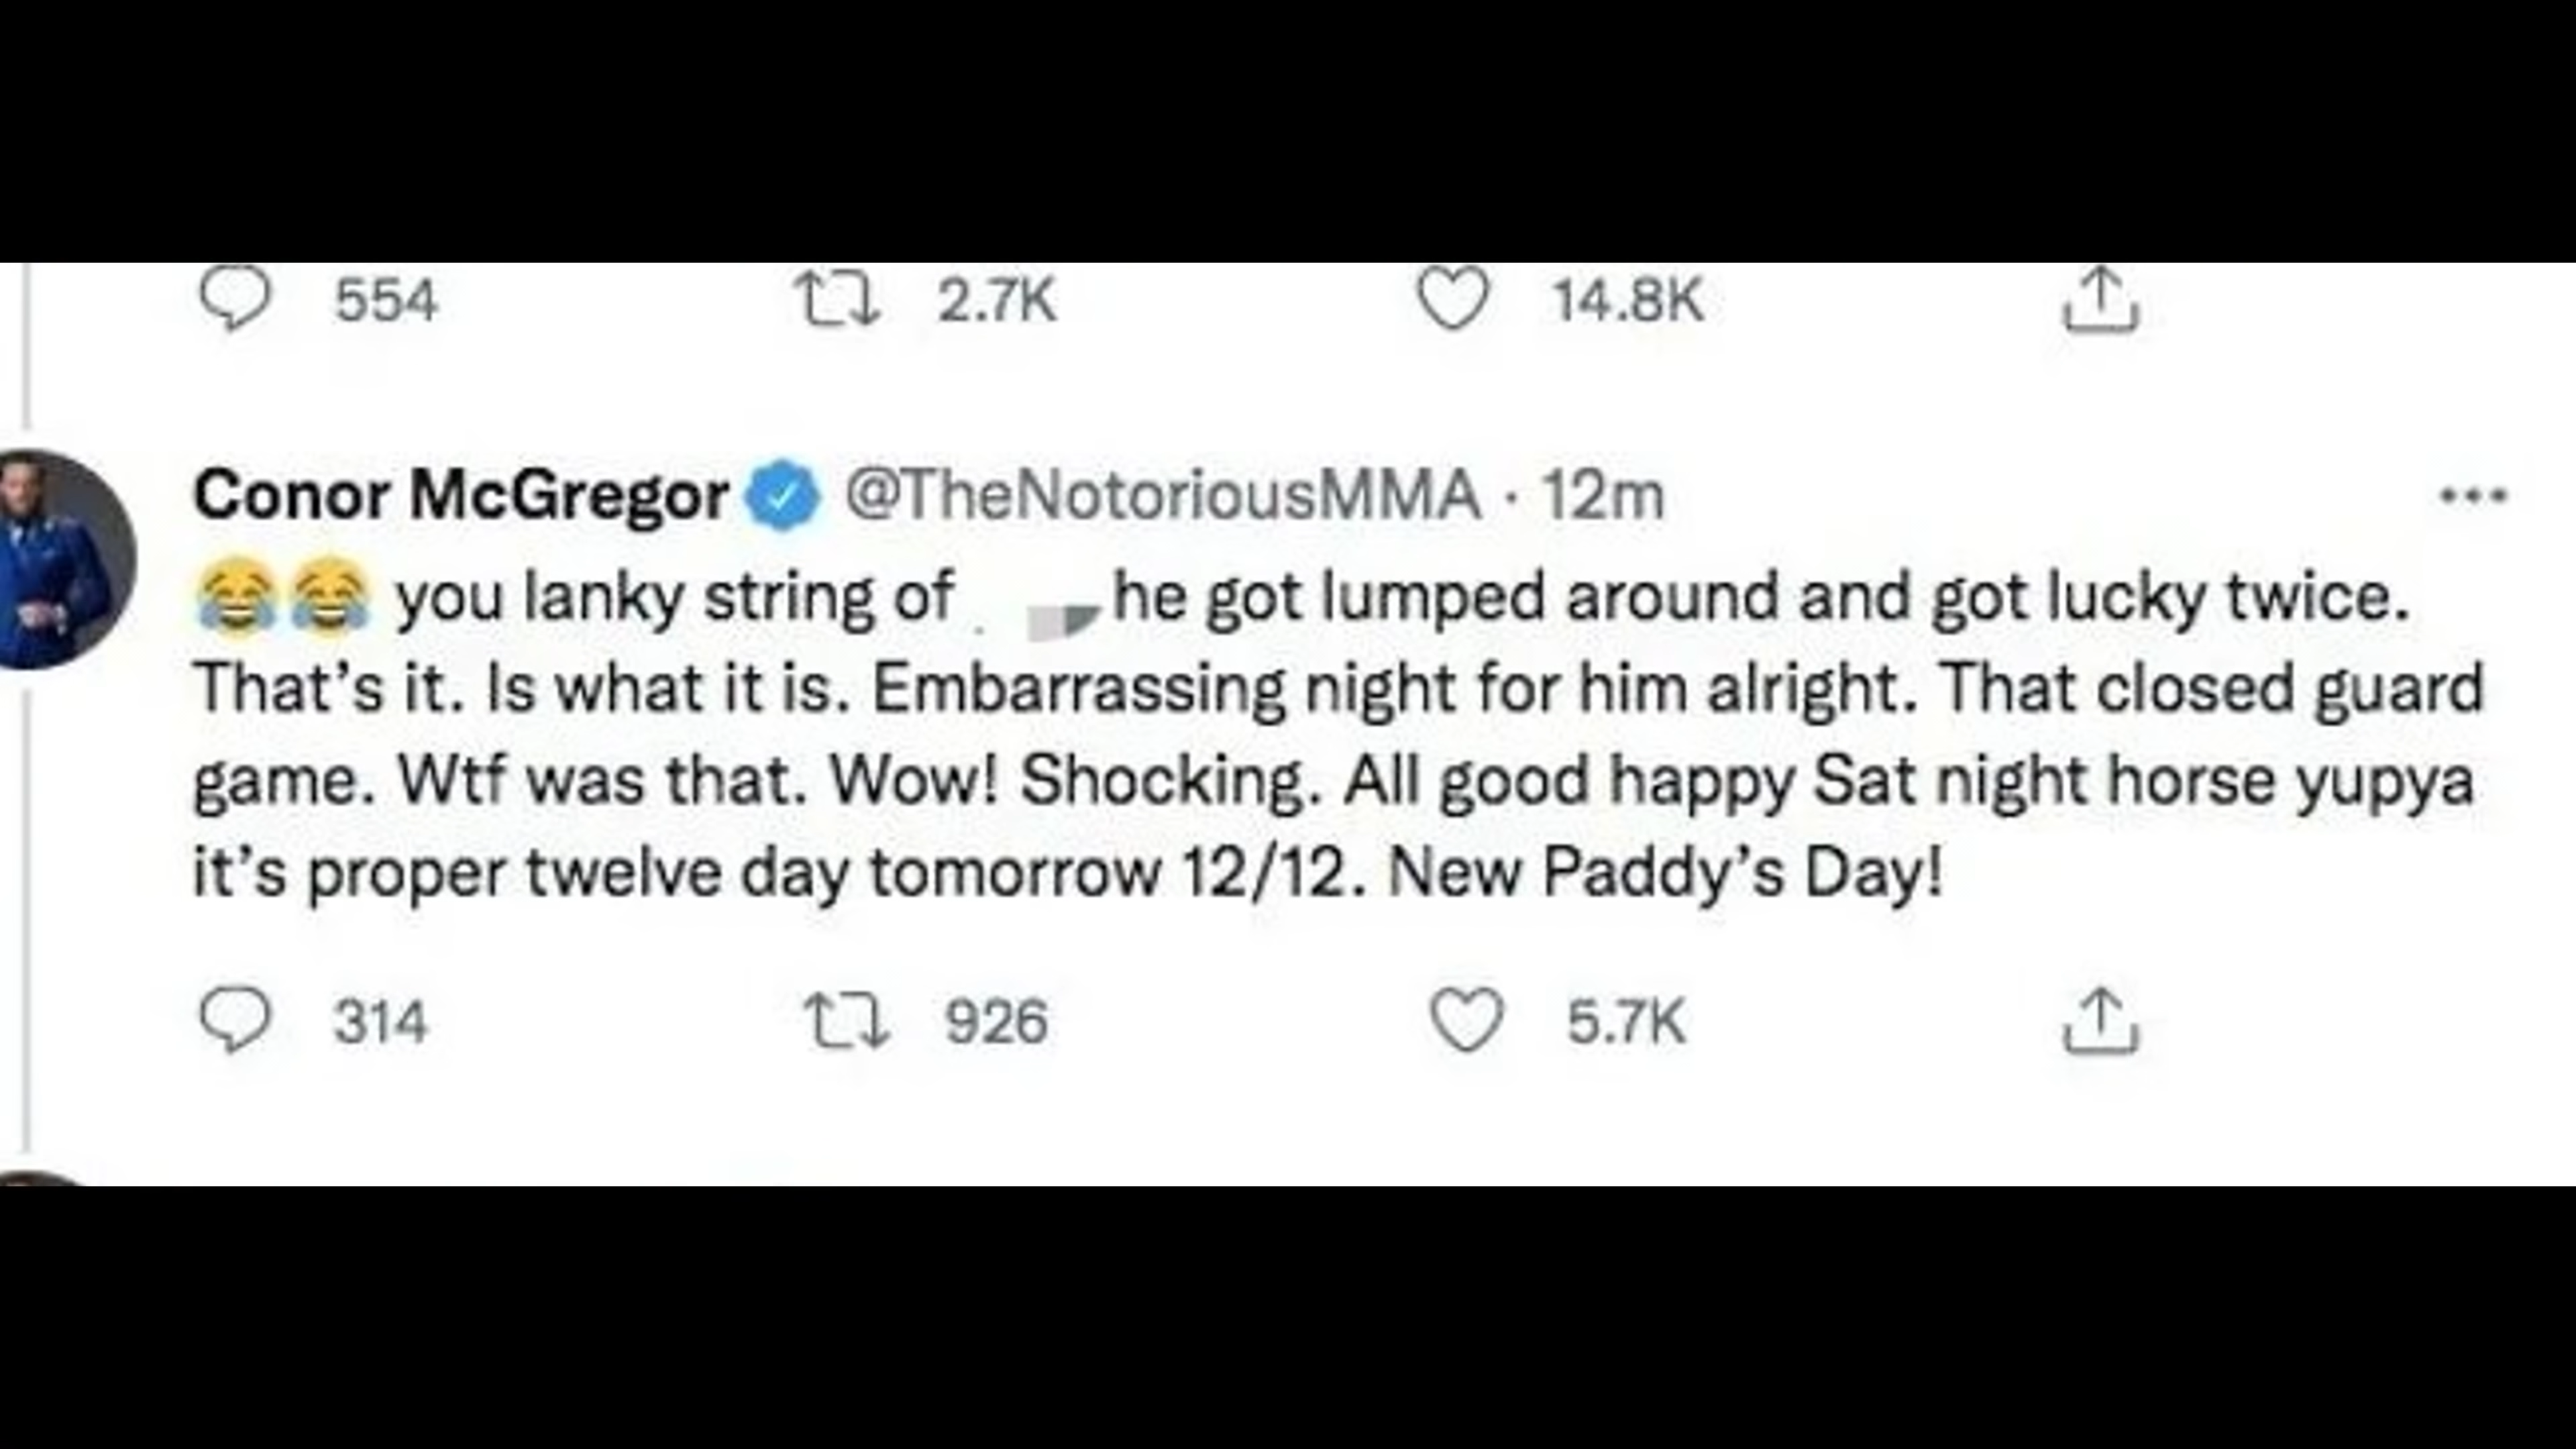 554 2.7K 14.8K
Conor McGregor @TheNotoriousMMA · 12m
😂😂 you lanky string of he got lumped around and got lucky twice.
That's it. Is what it is. Embarrassing night for him alright. That closed guard
game. Wtf was that. Wow! Shocking. All good happy Sat night horse yupya
it's proper twelve day tomorrow 12/12. New Paddy's Day!
314 926 5.7K